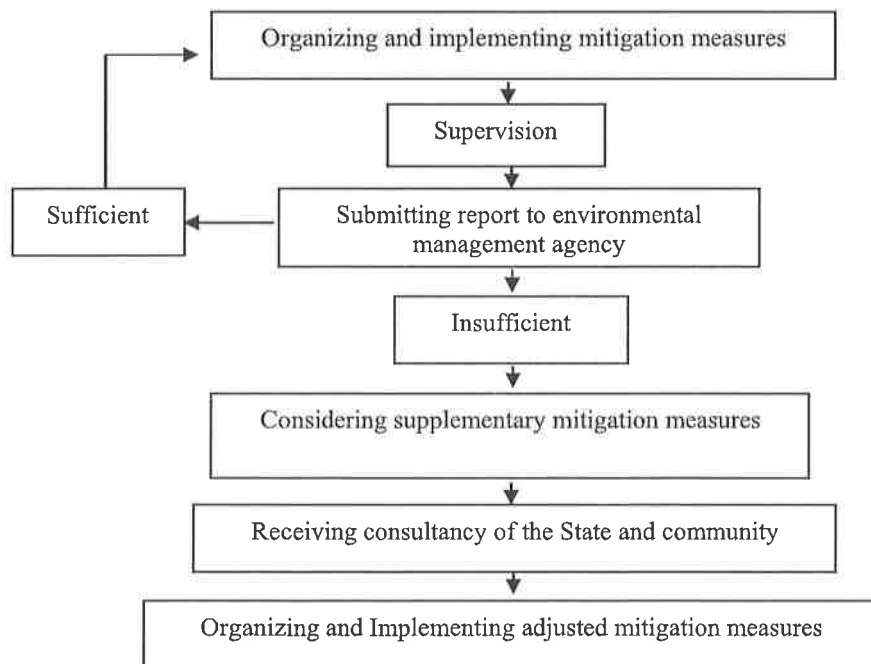 Organizing and implementing mitigation measures
Supervision
Sufficient
Submitting report to environmental
management agency
Insufficient
Considering supplementary mitigation measures
Receiving consultancy of the State and community
Organizing and Implementing adjusted mitigation measures